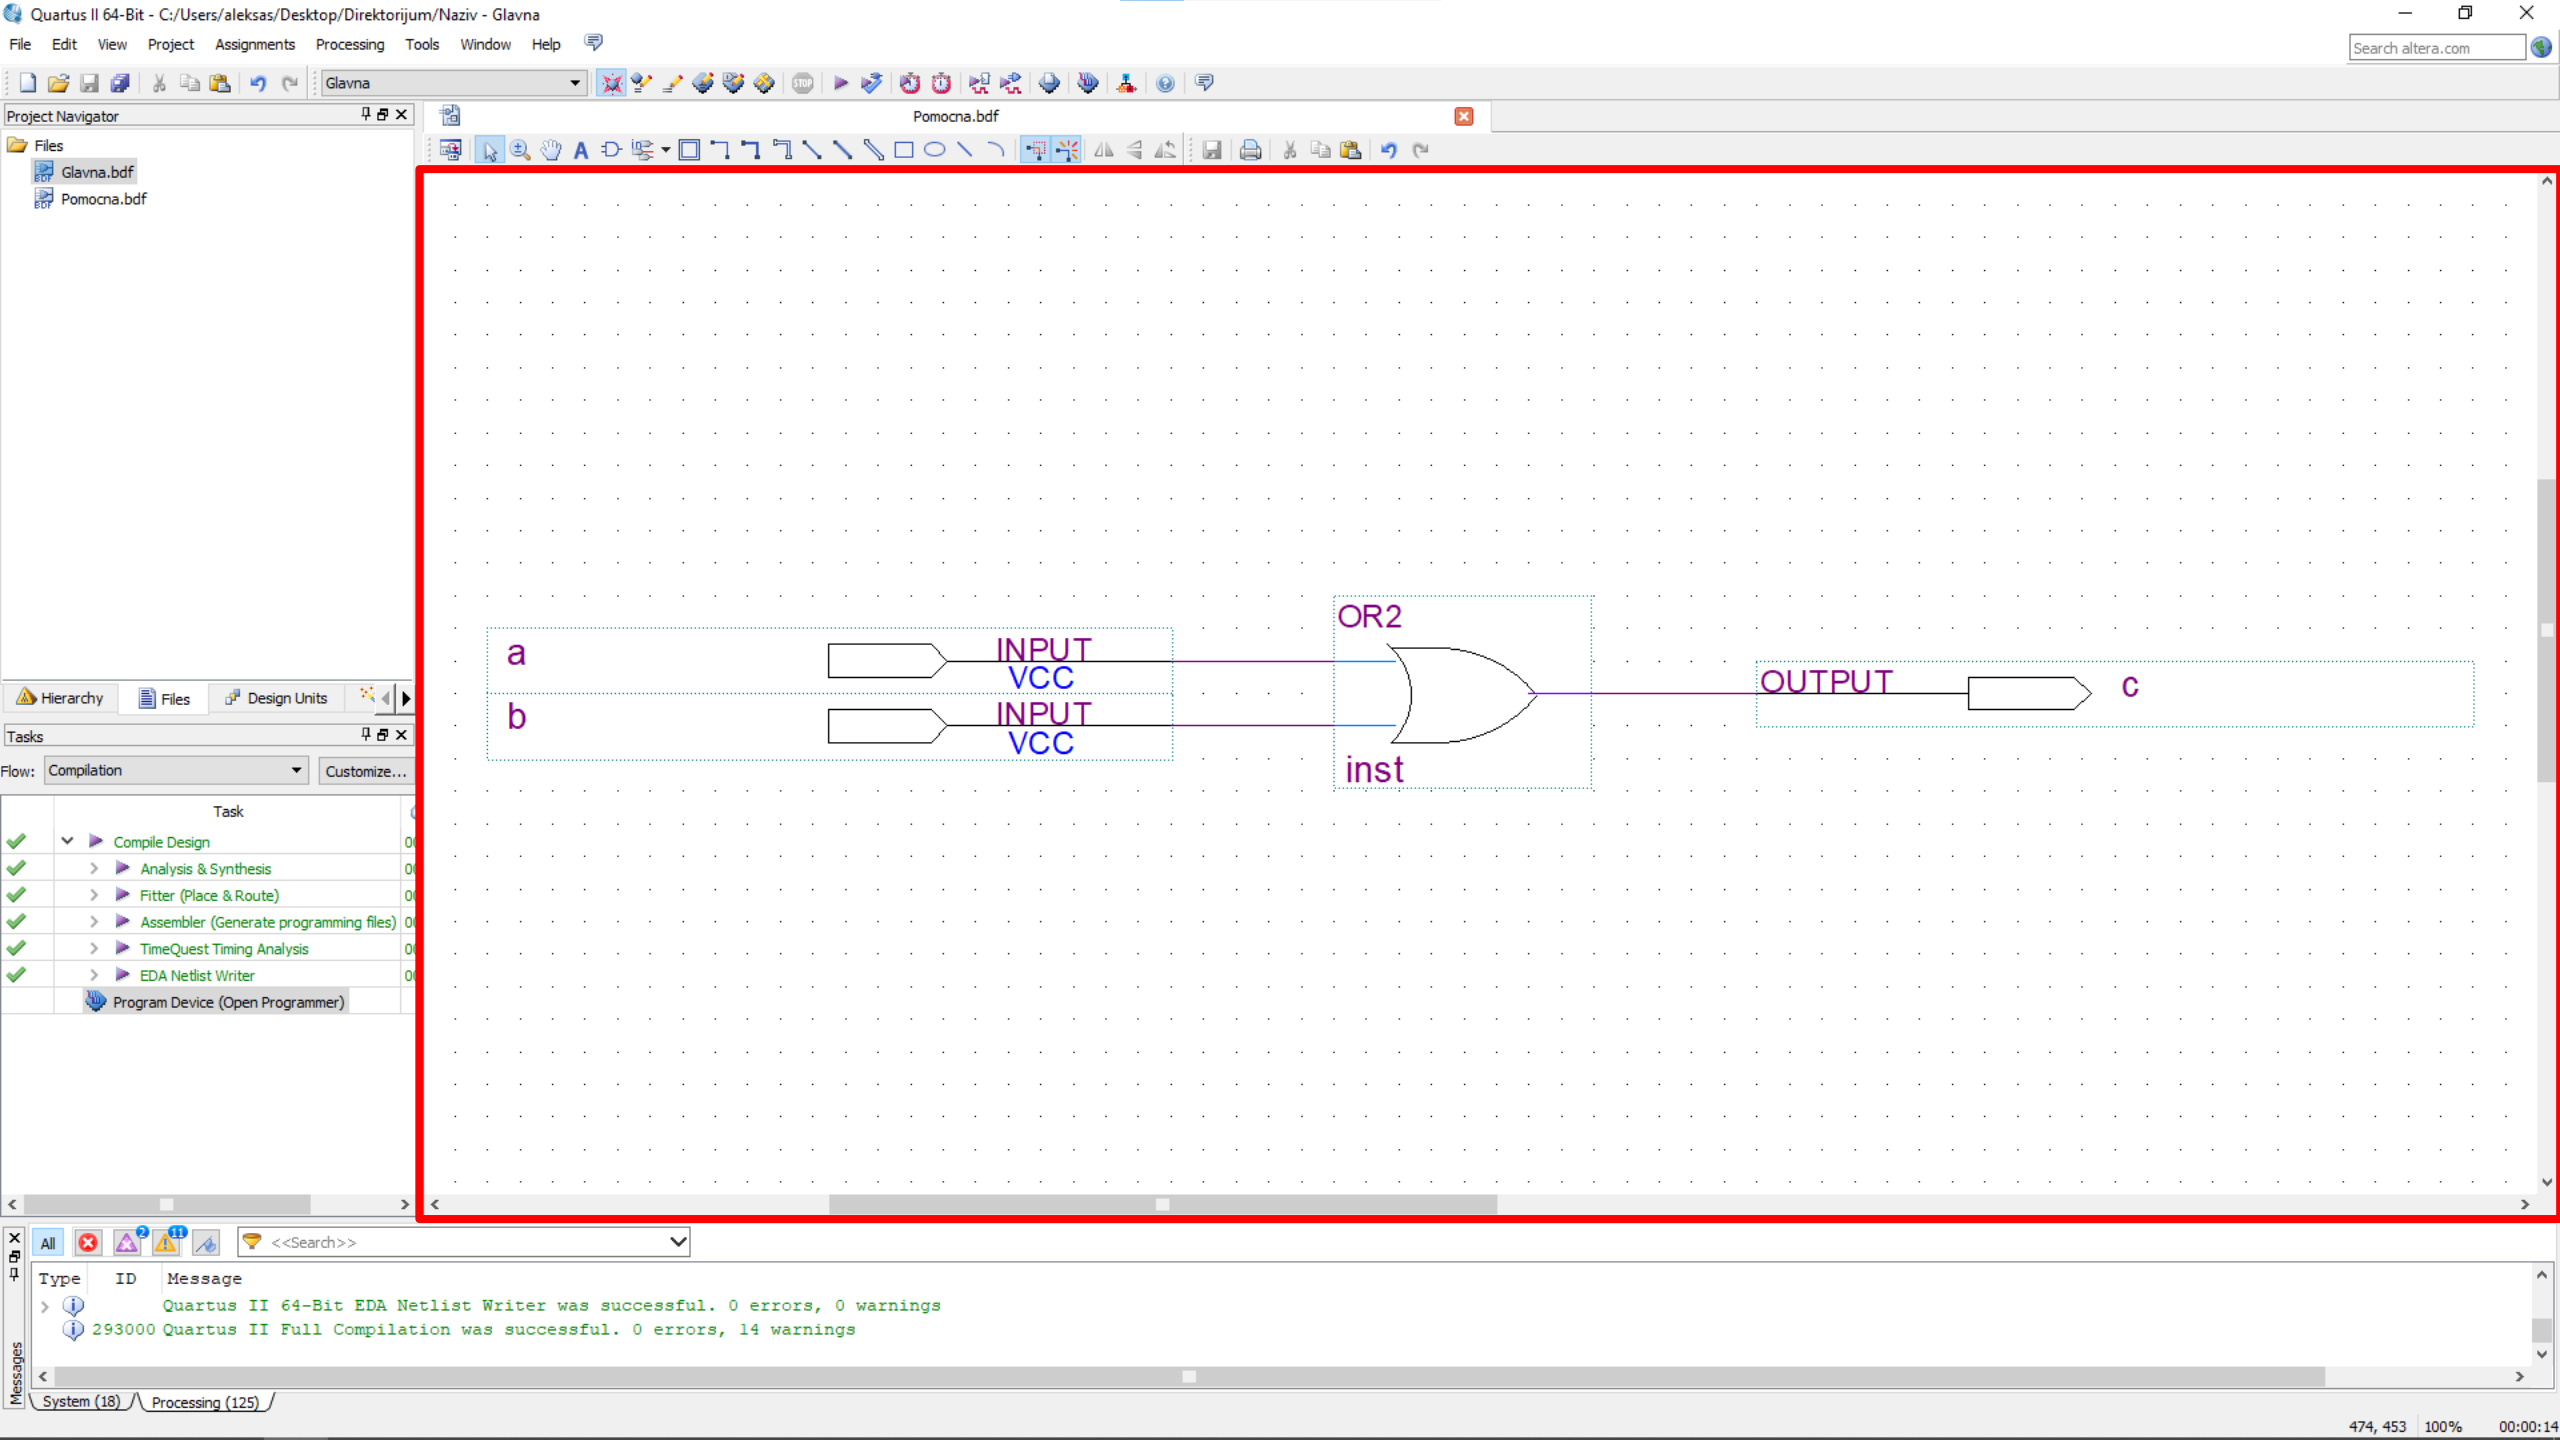 Quartus II 64-Bit - C:/Users/aleksas/Desktop/Direktorijum/Naziv - Glavna
File Edit View Project Assignments Processing Tools Window Help
Search altera.com
Glavna
STOP
Project Navigator
Pomocna.bdf
Files
Glavna.bdf
Pomocna.bdf
OR2
a INPUT
VCC
OUTPUT c
b INPUT
VCC
inst
Hierarchy Files Design Units
Tasks
Flow: Compilation Customize...
Task
Compile Design
Analysis & Synthesis
Fitter (Place & Route)
Assembler (Generate programming files)
TimeQuest Timing Analysis
EDA Netlist Writer
Program Device (Open Programmer)
All 2 11 <<Search>>
Type ID Message
Quartus II 64-Bit EDA Netlist Writer was successful. 0 errors, 0 warnings
293000 Quartus II Full Compilation was successful. 0 errors, 14 warnings
Messages
System (18) Processing (125)
474, 453 100% 00:00:14